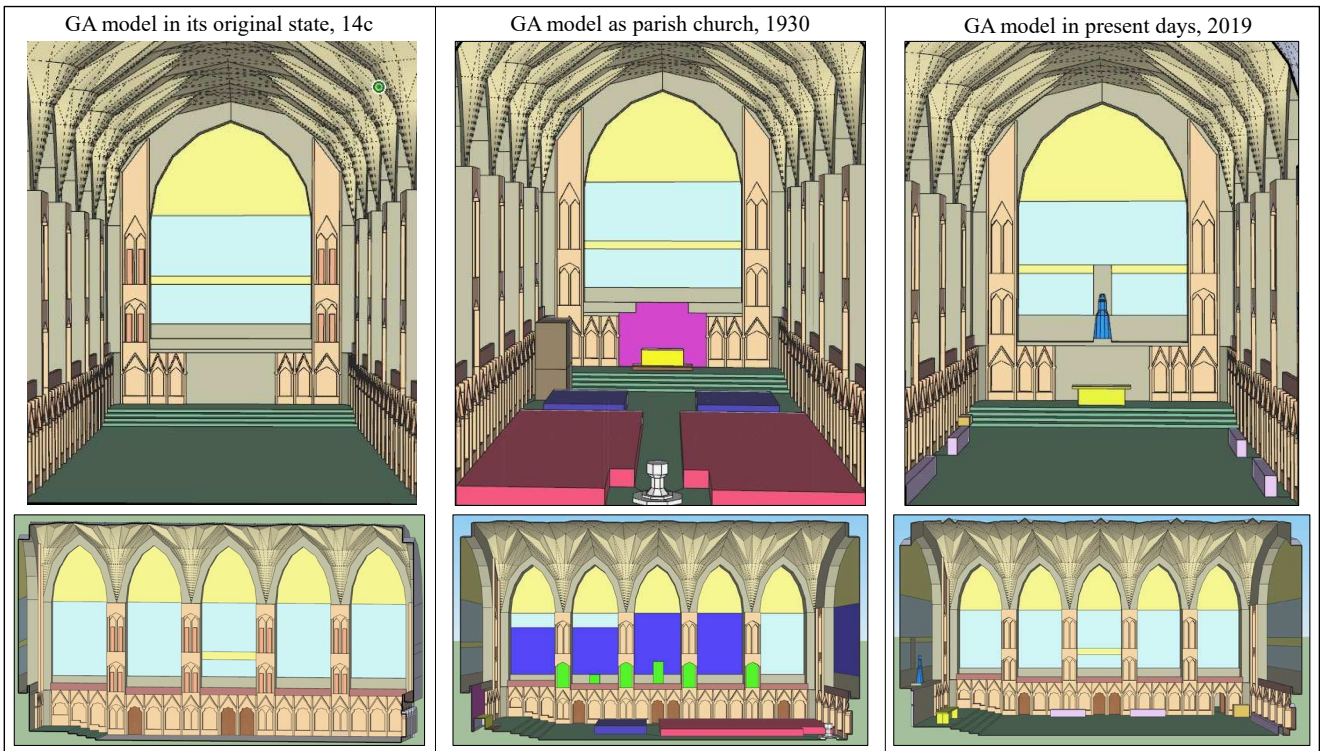 GA model in its original state, 14c
GA model as parish church, 1930
GA model in present days, 2019